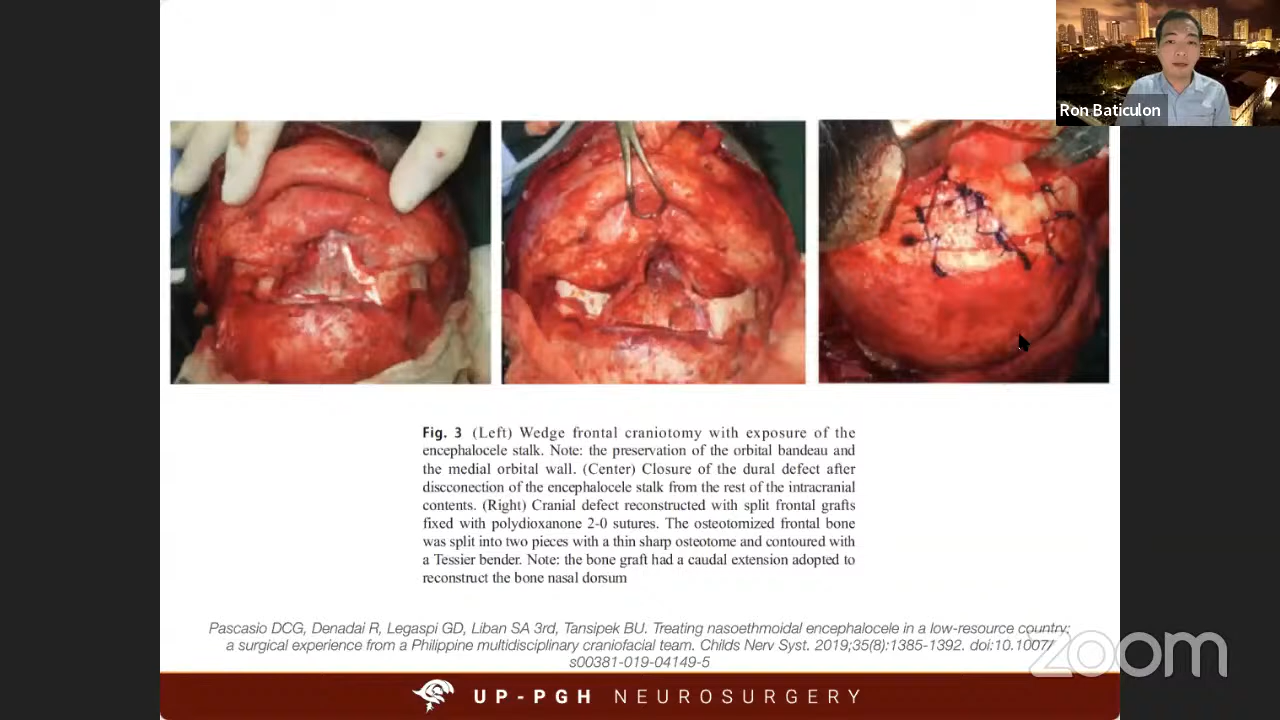 Ron Baticulon
Fig. 3 (Left) Wedge frontal craniotomy with exposure of the
encephalocele stalk. Note: the preservation of the orbital bandeau and
the medial orbital wall. (Center) Closure of the dural defect after
disconnection of the encephalocele stalk from the rest of the intracranial
contents. (Right) Cranial defect reconstructed with split frontal grafts
fixed with polydioxanone 2-0 sutures. The osteotomized frontal bone
was split into two pieces with a thin sharp osteotome and contoured with
a Tessier bender. Note: the bone graft had a caudal extension adopted to
reconstruct the bone nasal dorsum
Pascasio DCG, Denadai R, Legaspi GD, Liban SA 3rd, Tansipek BU. Treating nasoethmoidal encephalocele in a low-resource country:
a surgical experience from a Philippine multidisciplinary craniofacial team. Childs Nerv Syst. 2019;35(8):1385-1392. doi:10.1007/
s00381-019-04149-5
zoom
UP-PGH NEUROSURGERY